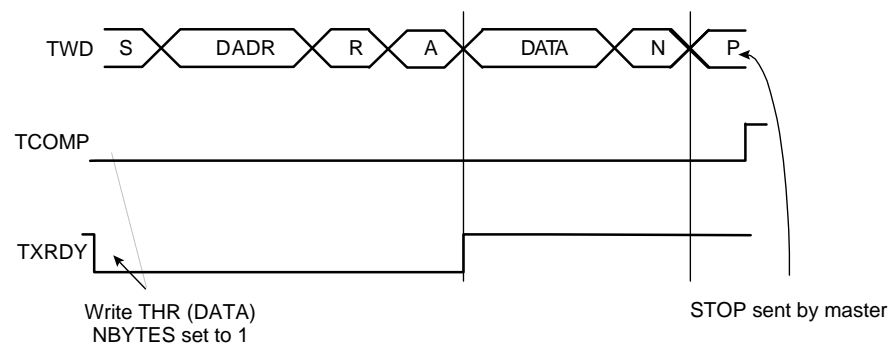 TWD S DADR R A DATA N P
TCOMP
TXRDY
Write THR (DATA)
NBYTES set to 1
STOP sent by master